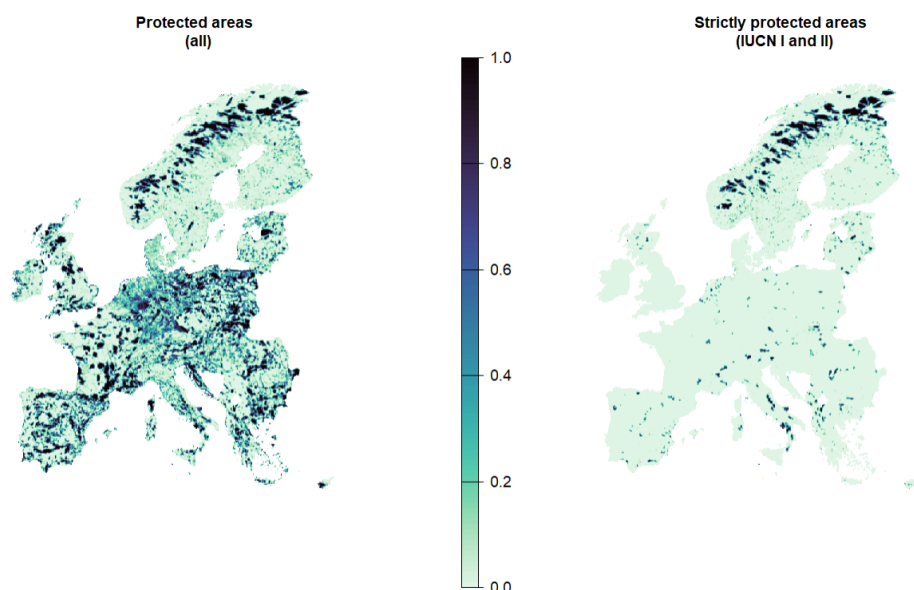 Protected areas
(all)
Strictly protected areas
(IUCN I and II)
1.0
0.8
0.6
0.4
0.2
0.0